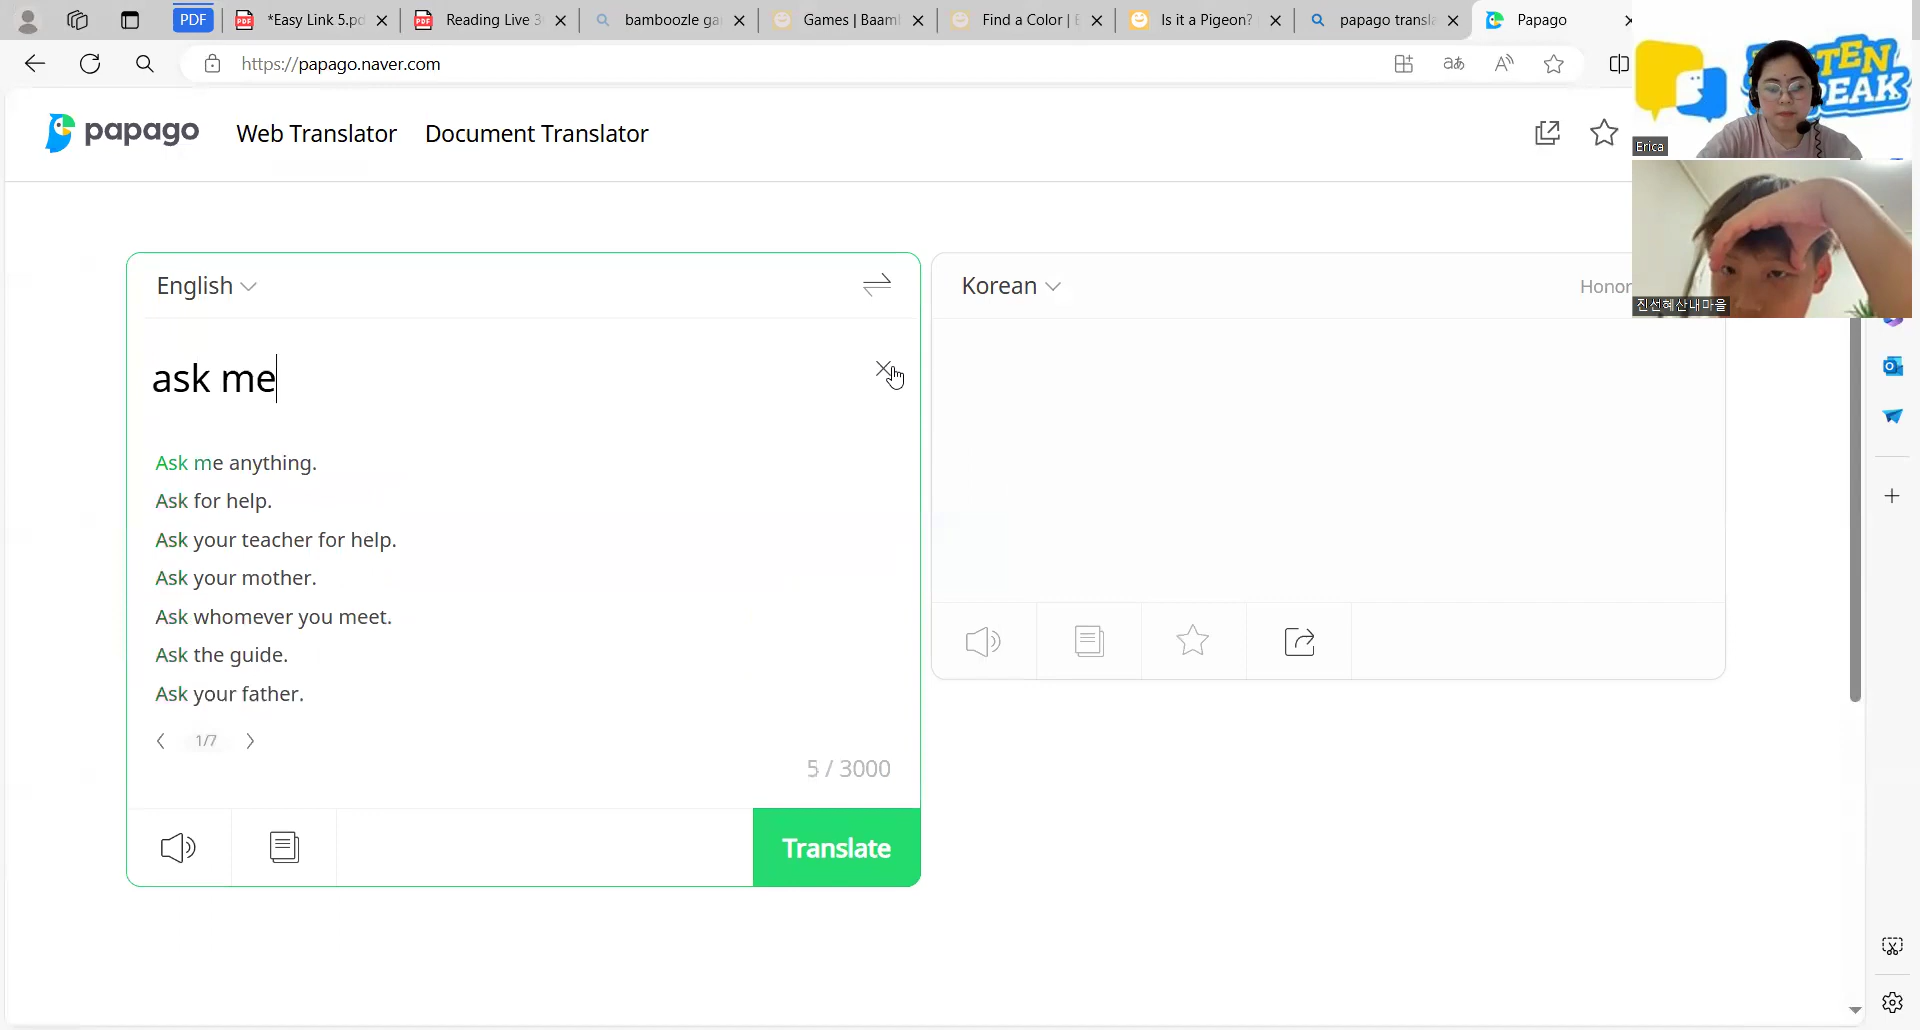 PDF
*Easy Link 5.pd
Reading Live 3
bamboozle ga
Games | Baaml
Find a Color |
Is it a Pigeon?
papago transla
Papago
https://papago.naver.com
papago
Web Translator
Document Translator
TEN
EAK
Erica
진선혜산내마을
English
Korean
Honor
ask me
Ask me anything.
Ask for help.
Ask your teacher for help.
Ask your mother.
Ask whomever you meet.
Ask the guide.
Ask your father.
1/7
5 / 3000
Translate